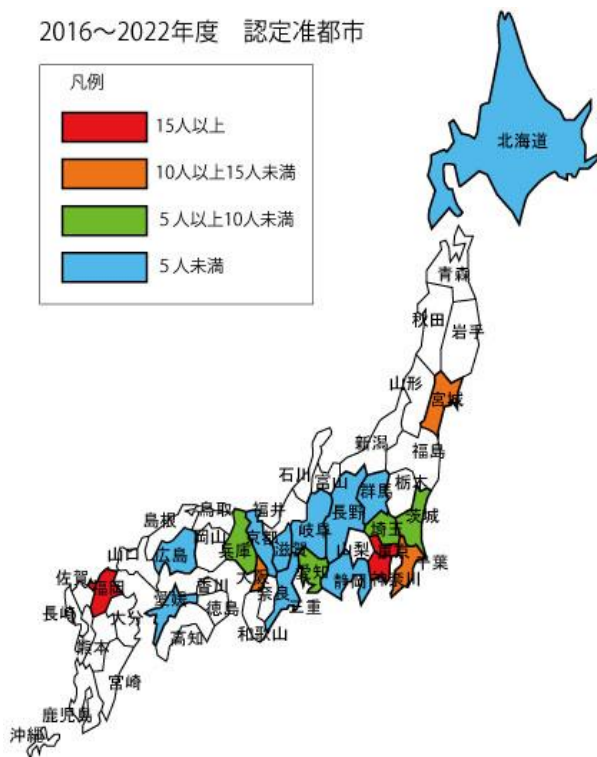 2016～2022年度　認定准都市
凡例
15人以上
10人以上15人未満
５人以上10人未満
５人未満
北海道
青森
秋田
岩手
山形
宮城
新潟
福島
石川
富山
群馬
栃木
長野
茨城
福井
岐阜
埼玉
島根
鳥取
岡山
兵庫
京都
滋賀
山梨
東京
千葉
山口
広島
大阪
愛知
静岡
神奈川
佐賀
福岡
愛媛
香川
奈良
三重
長崎
大分
徳島
和歌山
熊本
高知
宮崎
鹿児島
沖縄